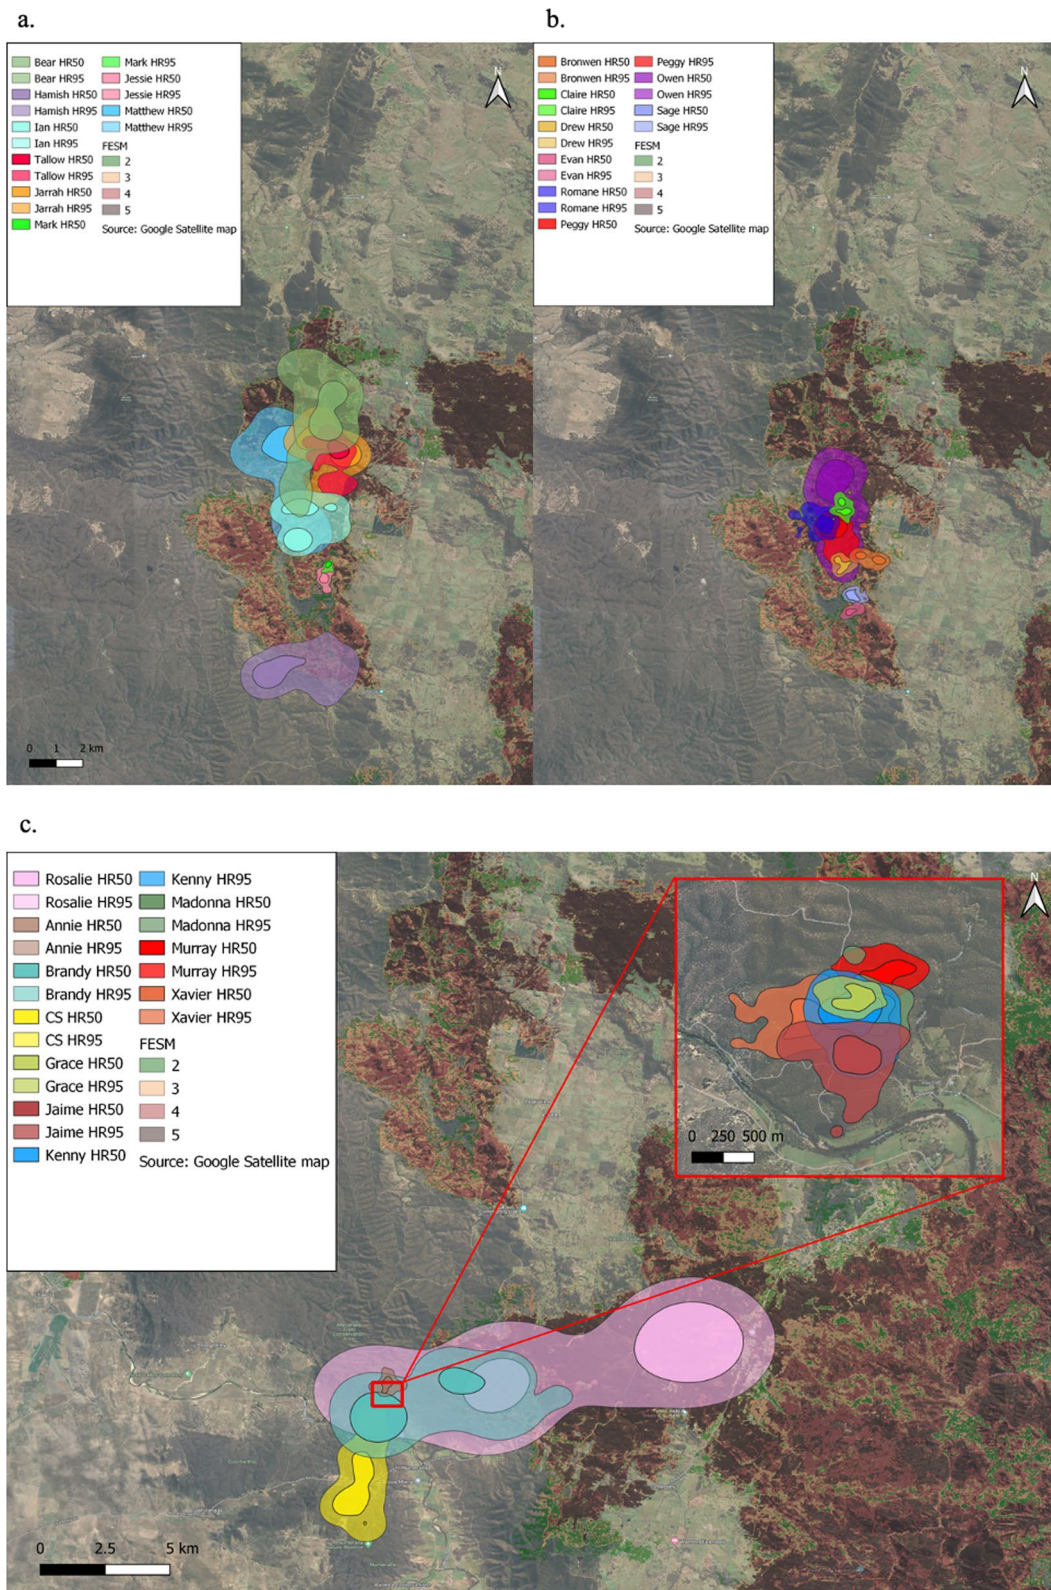 a.
Bear HR50
Bear HR95
Hamish HR50
Hamish HR95
Ian HR50
Ian HR95
Tallow HR50
Tallow HR95
Jarrah HR50
Jarrah HR95
Mark HR50
Mark HR95
Jessie HR50
Jessie HR95
Matthew HR50
Matthew HR95
FESM
2
3
4
5
Source: Google Satellite map
N
0 1 2 km
b.
Bronwen HR50
Bronwen HR95
Claire HR50
Claire HR95
Drew HR50
Drew HR95
Evan HR50
Evan HR95
Romane HR50
Romane HR95
Peggy HR50
Peggy HR95
Owen HR50
Owen HR95
Sage HR50
Sage HR95
FESM
2
3
4
5
Source: Google Satellite map
N
c.
Rosalie HR50
Rosalie HR95
Annie HR50
Annie HR95
Brandy HR50
Brandy HR95
CS HR50
CS HR95
Grace HR50
Grace HR95
Jaime HR50
Jaime HR95
Kenny HR50
Kenny HR95
Madonna HR50
Madonna HR95
Murray HR50
Murray HR95
Xavier HR50
Xavier HR95
FESM
2
3
4
5
Source: Google Satellite map
N
0 250 500 m
0 2.5 5 km